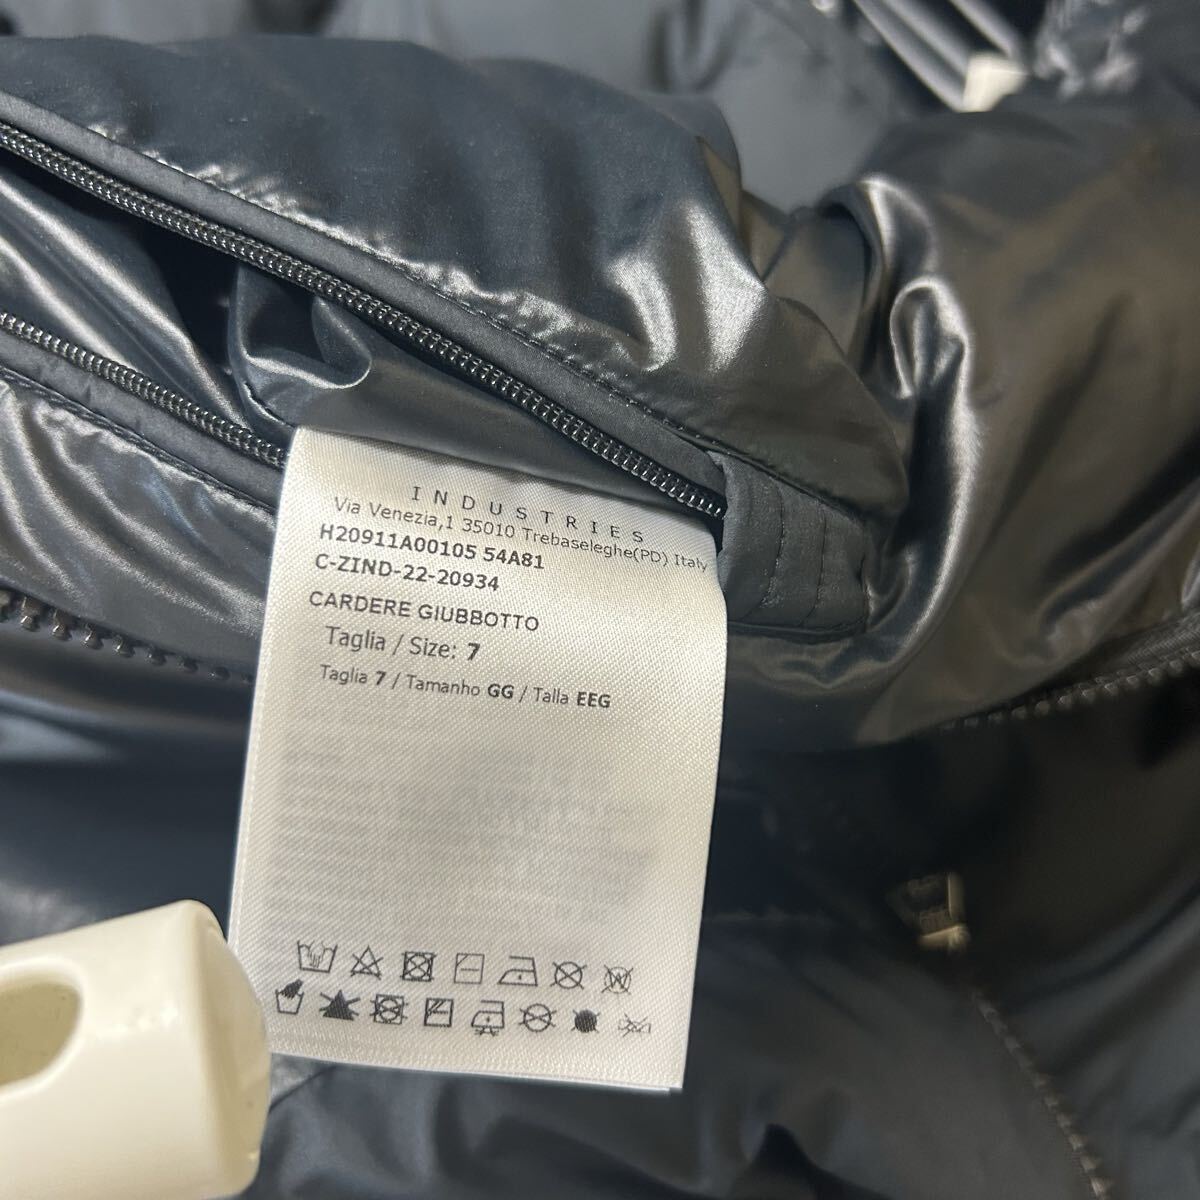 INDUSTRIES
Via Venezia,1 35010 Trebaseleghe(PD) Italy
H20911A00105 54A81
C-ZIND-22-20934
CARDERE GIUBBOTTO
Taglia / Size: 7
Taglia 7 / Tamanho GG / Talla EEG